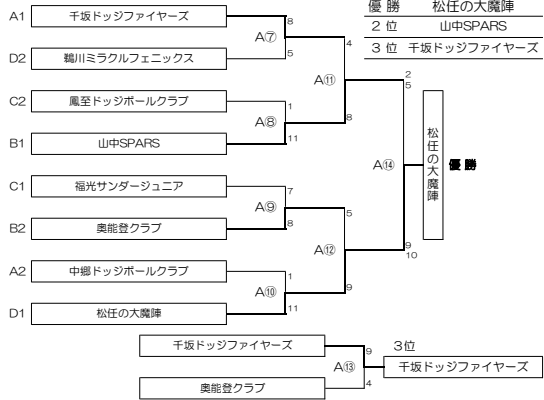 優 勝 松任の大魔陣
2 位 山中SPARS
3 位 千坂ドッジファイヤーズ
A1 千坂ドッジファイヤーズ 8
A⑦
D2 鵜川ミラクルフェニックス 5
4
A⑪
8
C2 鳳至ドッジボールクラブ 1
A⑧
B1 山中SPARS 11
2
5
A⑭
9
10
松任の大魔陣
優 勝
C1 福光サンダージュニア 7
A⑨
B2 奥能登クラブ 8
5
A⑫
9
A2 中郷ドッジボールクラブ 1
A⑩
D1 松任の大魔陣 11
千坂ドッジファイヤーズ 9
A⑬
奥能登クラブ 4
3位
千坂ドッジファイヤーズ